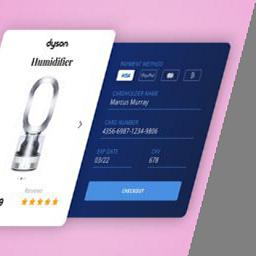 dyson
Humidifier
Reviews
9
PAYMENT METHOD
VISA
PayPal
CARDHOLDER NAME
Marcus Murray
CARD NUMBER
4356-6987-1234-9806
EXP DATE
03/22
CVV
678
CHECKOUT